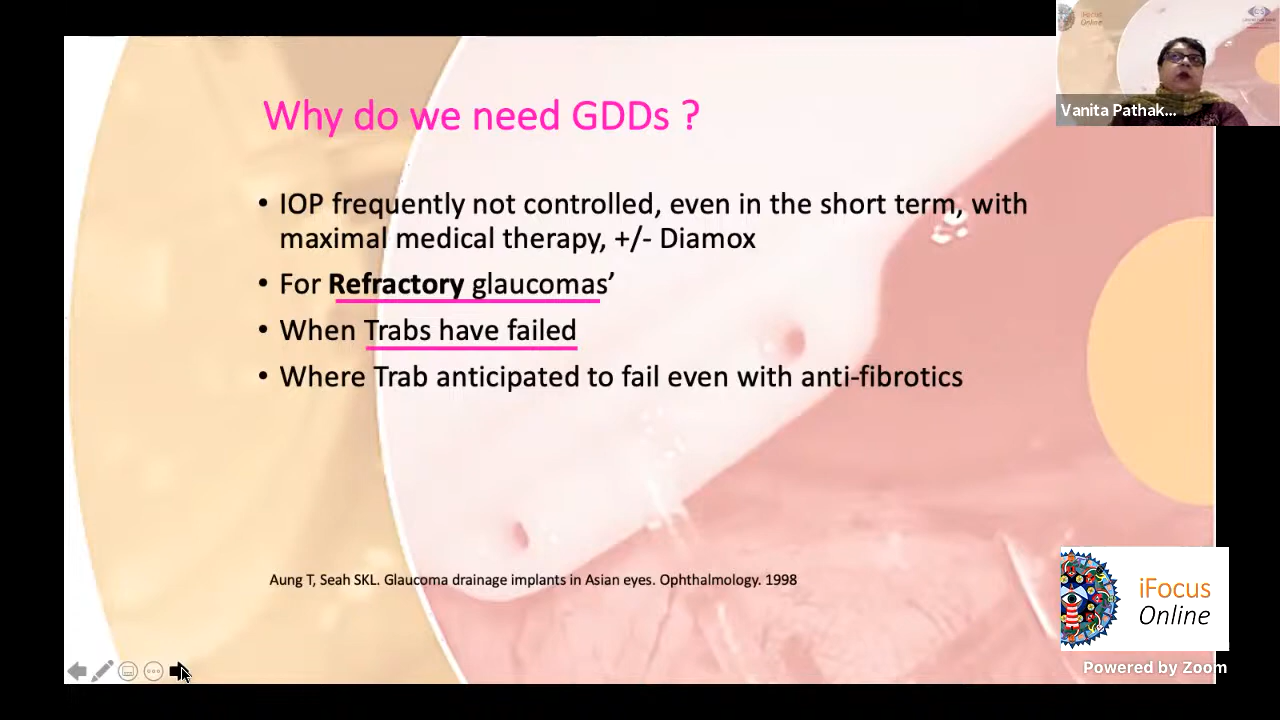 Why do we need GDDs ?
• IOP frequently not controlled, even in the short term, with
maximal medical therapy, +/- Diamox
• For Refractory glaucomas’
• When Trabs have failed
• Where Trab anticipated to fail even with anti-fibrotics
Aung T, Seah SKL. Glaucoma drainage implants in Asian eyes. Ophthalmology. 1998
Vanita Pathak...
iFocus
Online
iFocus
Online
Powered by Zoom